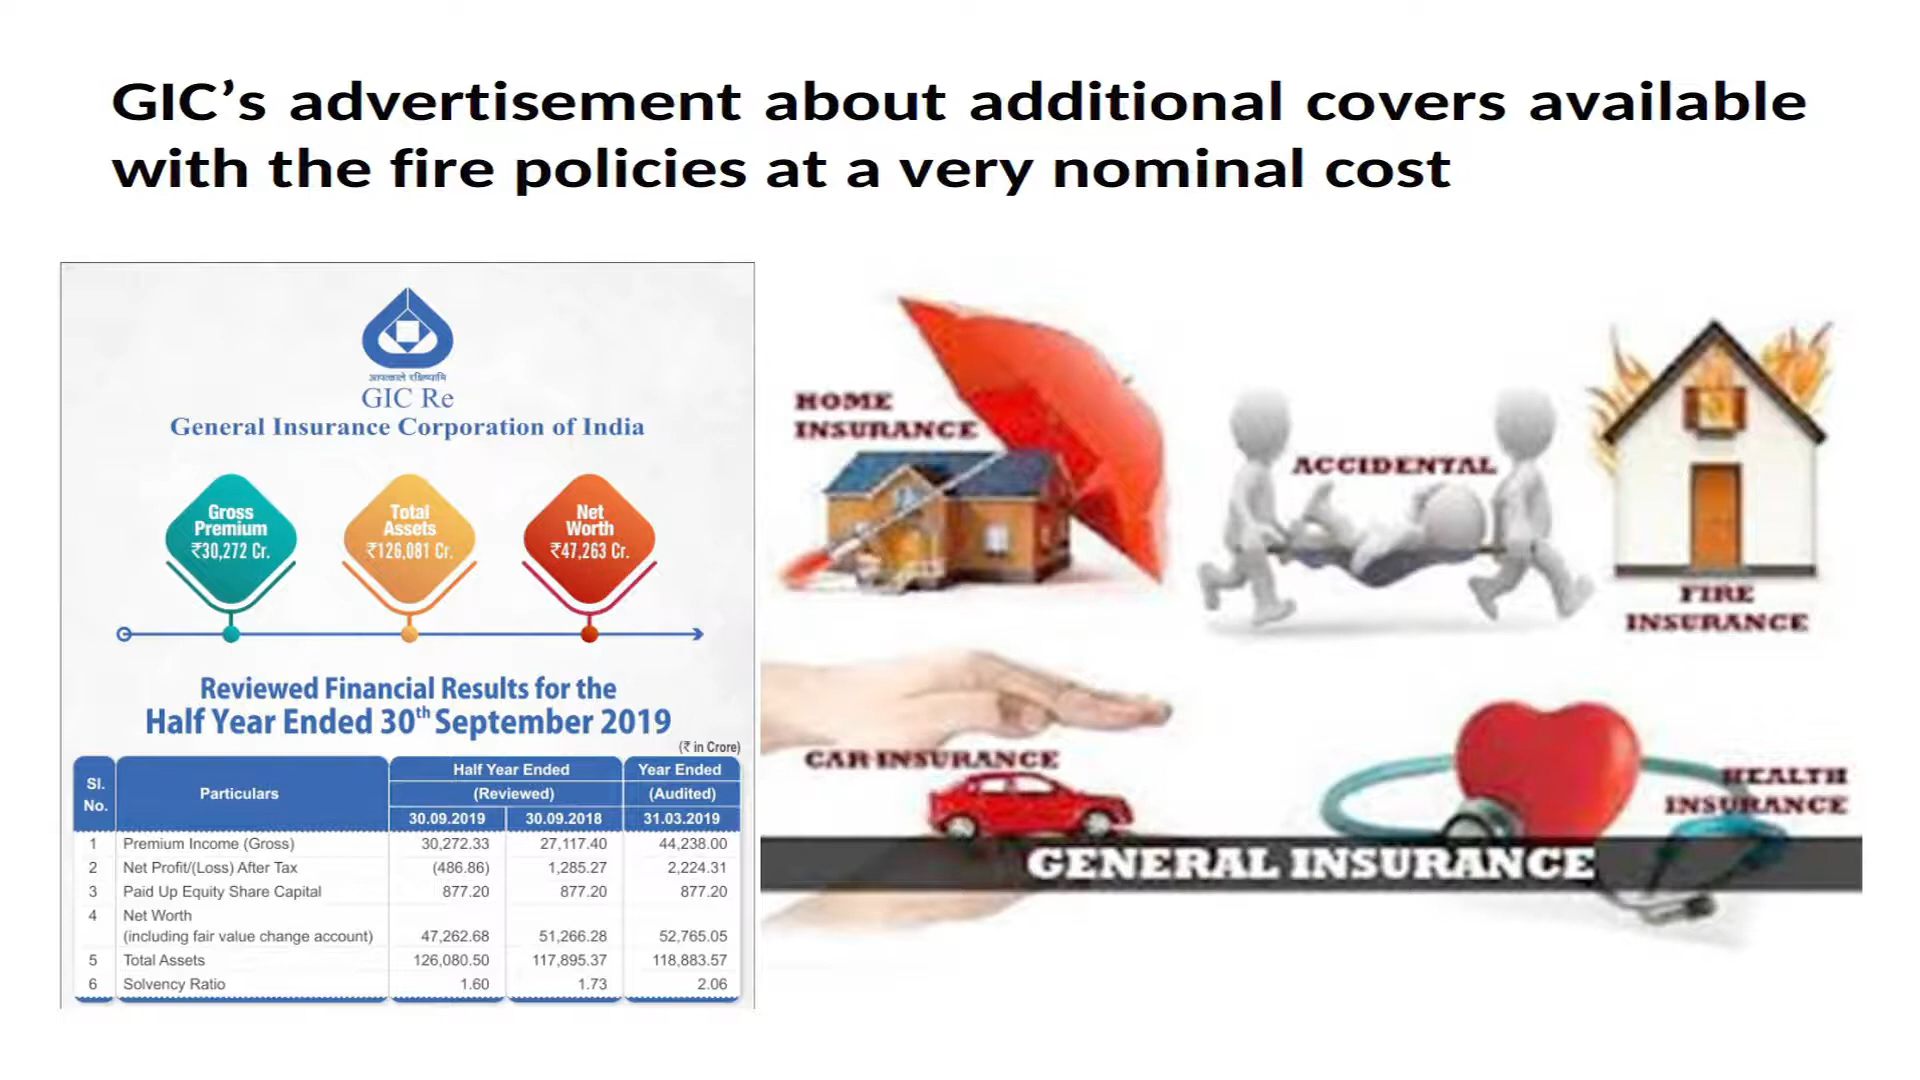 GIC’s advertisement about additional covers available
with the fire policies at a very nominal cost
आपत्काले रक्षिष्यामि
GIC Re
General Insurance Corporation of India
Gross
Premium
₹30,272 Cr.
Total
Assets
₹126,081 Cr.
Net
Worth
₹47,263 Cr.
Reviewed Financial Results for the
Half Year Ended 30th September 2019
(₹ in Crore)
Sl. No. Particulars Half Year Ended Year Ended
(Reviewed) (Audited)
30.09.2019 30.09.2018 31.03.2019
1 Premium Income (Gross) 30,272.33 27,117.40 44,238.00
2 Net Profit/(Loss) After Tax (486.86) 1,285.27 2,224.31
3 Paid Up Equity Share Capital 877.20 877.20 877.20
4 Net Worth
(including fair value change account) 47,262.68 51,266.28 52,765.05
5 Total Assets 126,080.50 117,895.37 118,883.57
6 Solvency Ratio 1.60 1.73 2.06
HOME
INSURANCE
ACCIDENTAL
FIRE
INSURANCE
CAR INSURANCE
HEALTH
INSURANCE
GENERAL INSURANCE